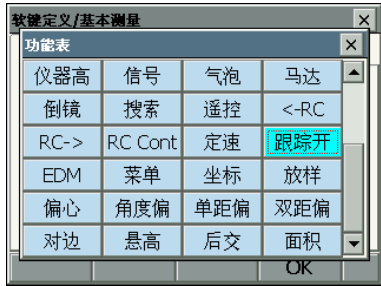 软键定义/基本测量
功能表
仪器高 信号 气泡 马达
倒镜 搜索 遥控 <-RC
RC-> RC Cont 定速 跟踪开
EDM 菜单 坐标 放样
偏心 角度偏 单距偏 双距偏
对边 悬高 后交 面积
OK